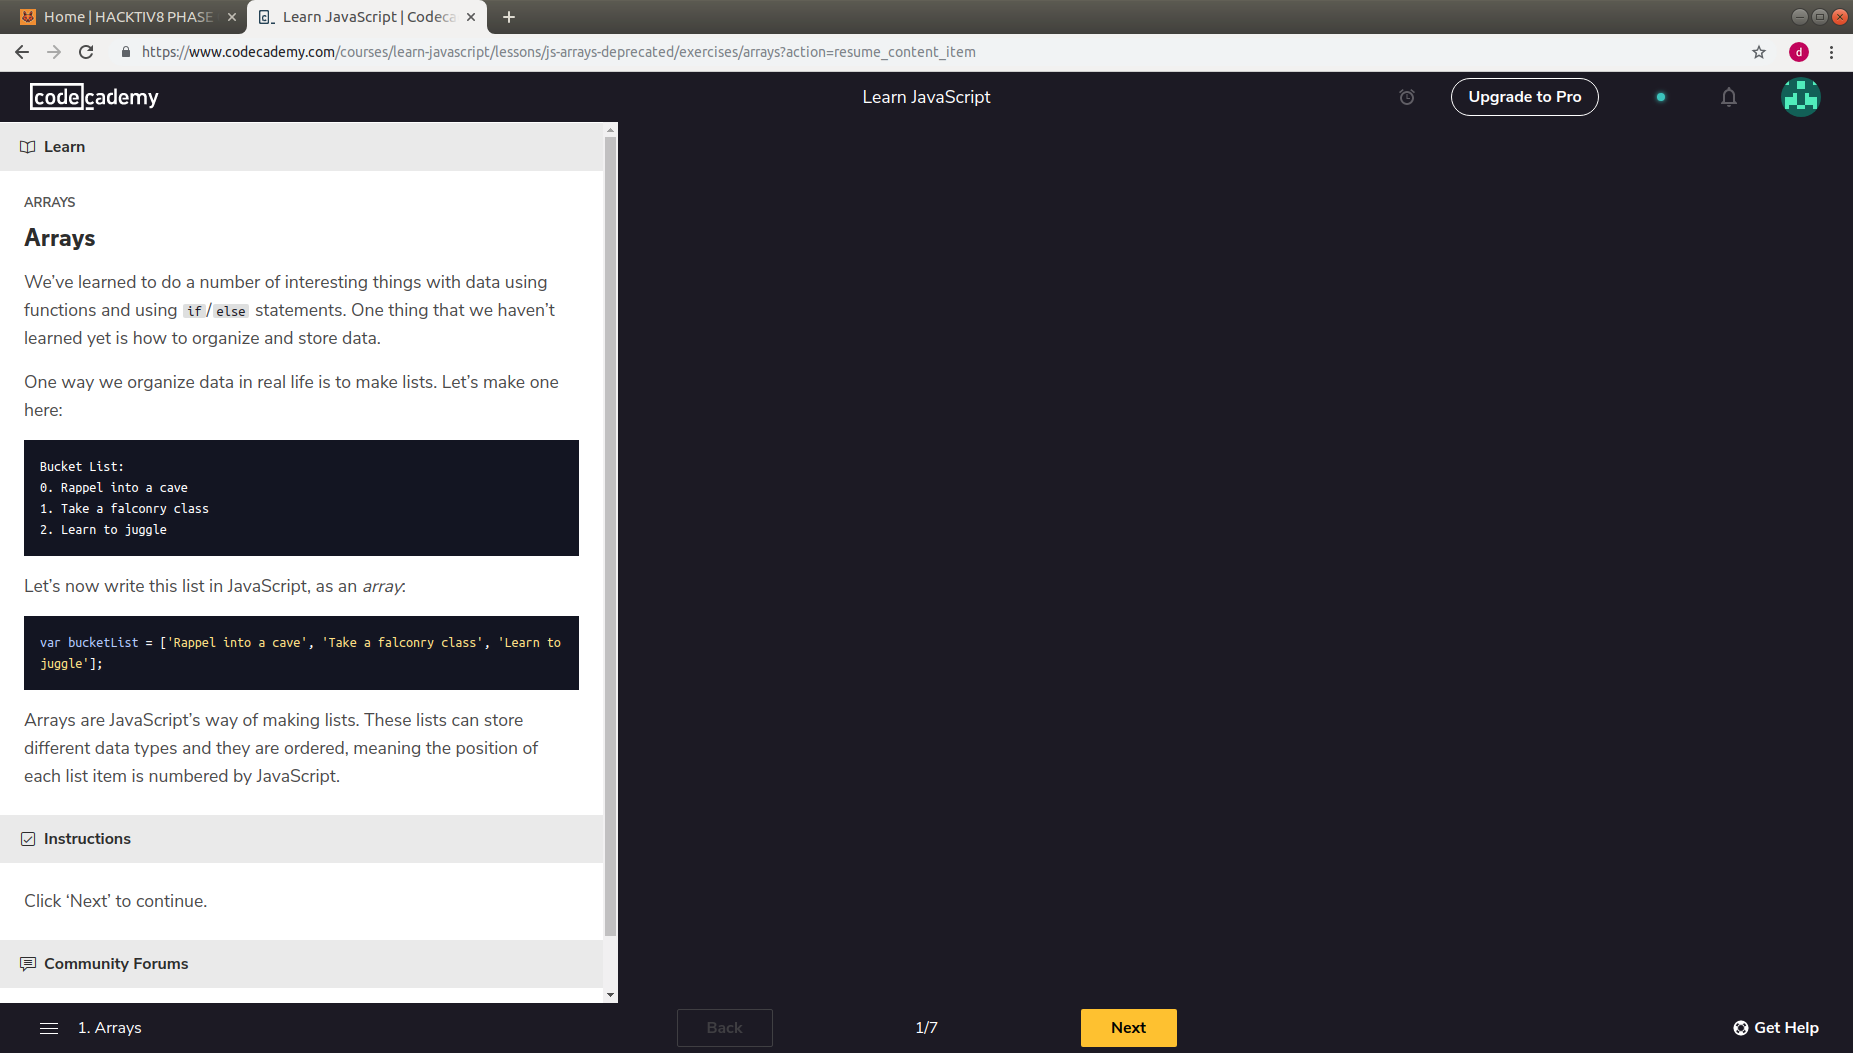 Home | HACKTIV8 PHASE
Learn JavaScript | Codeca
https://www.codecademy.com/courses/learn-javascript/lessons/js-arrays-deprecated/exercises/arrays?action=resume_content_item
d
codecademy
Learn JavaScript
Upgrade to Pro
Learn
ARRAYS
Arrays
We’ve learned to do a number of interesting things with data using
functions and using if/else statements. One thing that we haven’t
learned yet is how to organize and store data.
One way we organize data in real life is to make lists. Let’s make one
here:
Bucket List:
0. Rappel into a cave
1. Take a falconry class
2. Learn to juggle
Let’s now write this list in JavaScript, as an array:
var bucketList = ['Rappel into a cave', 'Take a falconry class', 'Learn to
juggle'];
Arrays are JavaScript’s way of making lists. These lists can store
different data types and they are ordered, meaning the position of
each list item is numbered by JavaScript.
Instructions
Click ‘Next’ to continue.
Community Forums
1. Arrays
Back
1/7
Next
Get Help